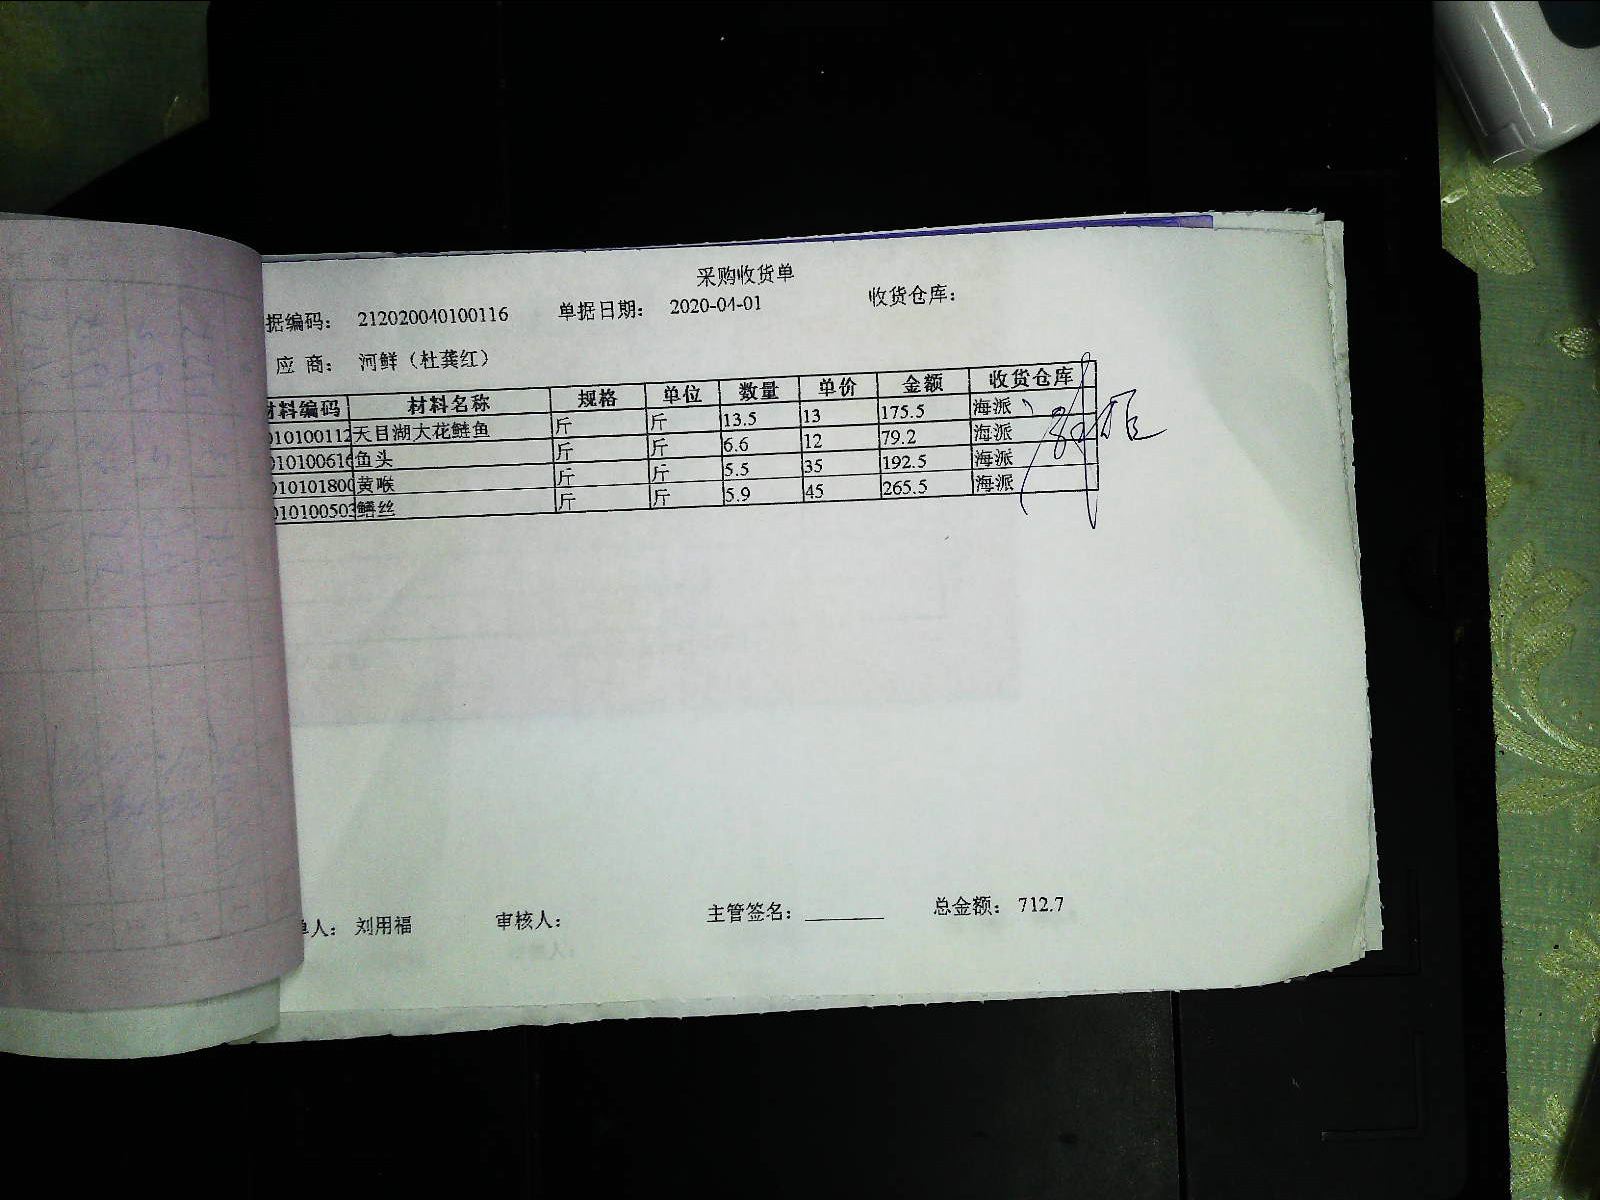 采购收货单
据编码： 212020040100116 单据日期： 2020-04-01 收货仓库：
应 商： 河鲜（杜龚红）
材料编码 材料名称 规格 单位 数量 单价 金额 收货仓库
010100112 天目湖大花鲢鱼 斤 斤 13.5 13 175.5 海派
010100616 鱼头 斤 斤 6.6 12 79.2 海派
010101800 黄喉 斤 斤 5.5 35 192.5 海派
010100503 鳝丝 斤 斤 5.9 45 265.5 海派
单人： 刘用福 审核人： 主管签名： 总金额： 712.7